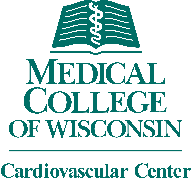 MEDICAL
COLLEGE
OF WISCONSIN
Cardiovascular Center